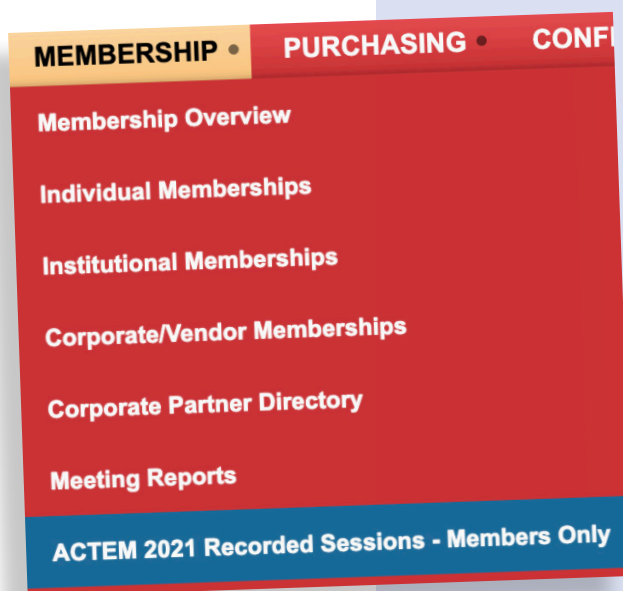 MEMBERSHIP • PURCHASING • CONF
Membership Overview
Individual Memberships
Institutional Memberships
Corporate/Vendor Memberships
Corporate Partner Directory
Meeting Reports
ACTEM 2021 Recorded Sessions - Members Only